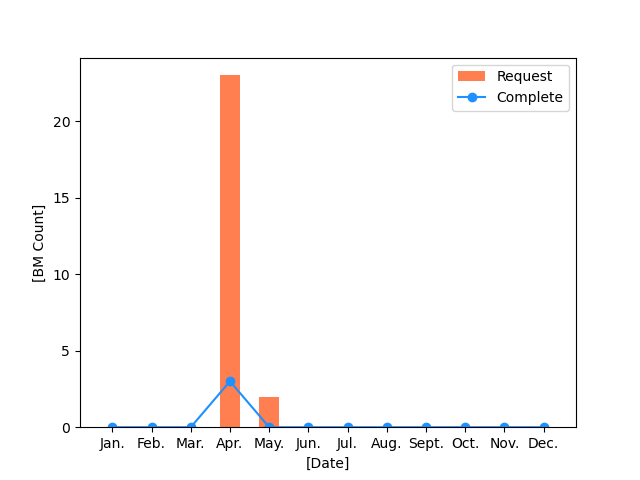 Request
Complete
20
15
10
5
0
[BM Count]
Jan. Feb. Mar. Apr. May. Jun. Jul. Aug. Sept. Oct. Nov. Dec.
[Date]